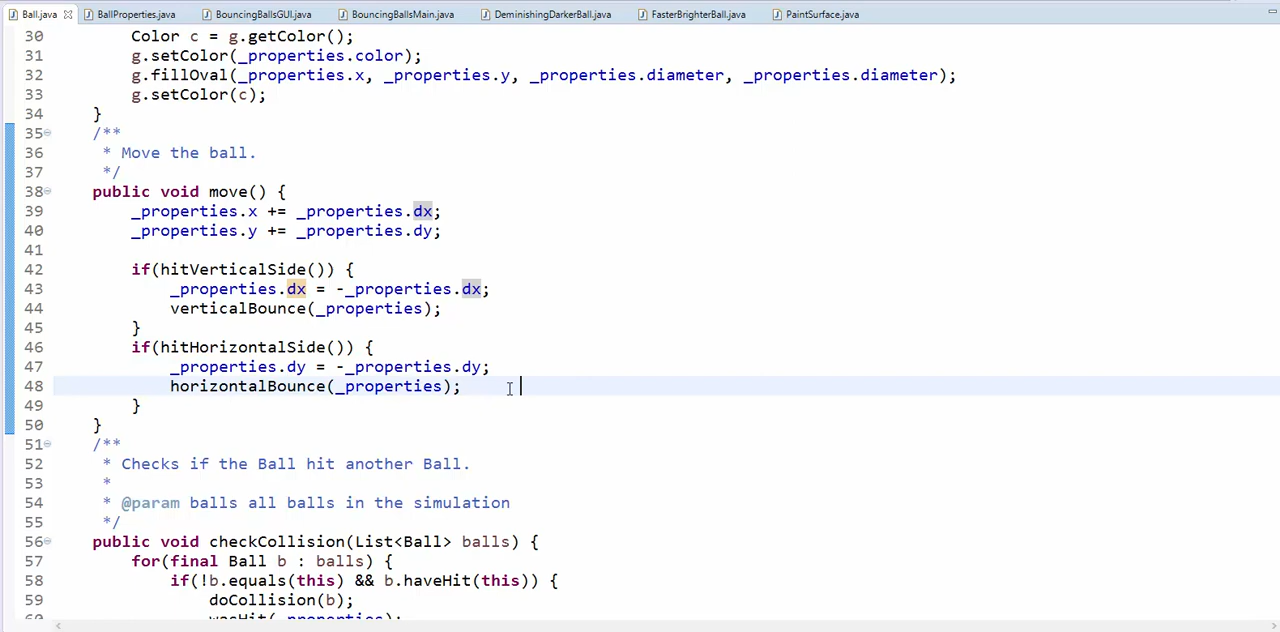 Ball.java BallProperties.java BouncingBallsGUI.java BouncingBallsMain.java DeminishingDarkerBall.java FasterBrighterBall.java PaintSurface.java
30 Color c = g.getColor();
31 g.setColor(_properties.color);
32 g.fillOval(_properties.x, _properties.y, _properties.diameter, _properties.diameter);
33 g.setColor(c);
34 }
35 /**
36 * Move the ball.
37 */
38 public void move() {
39 _properties.x += _properties.dx;
40 _properties.y += _properties.dy;
41
42 if(hitVerticalSide()) {
43 _properties.dx = -_properties.dx;
44 verticalBounce(_properties);
45 }
46 if(hitHorizontalSide()) {
47 _properties.dy = -_properties.dy;
48 horizontalBounce(_properties);
49 }
50 }
51 /**
52 * Checks if the Ball hit another Ball.
53 *
54 * @param balls all balls in the simulation
55 */
56 public void checkCollision(List<Ball> balls) {
57 for(final Ball b : balls) {
58 if(!b.equals(this) && b.haveHit(this)) {
59 doCollision(b);
60 wasHit(_properties);